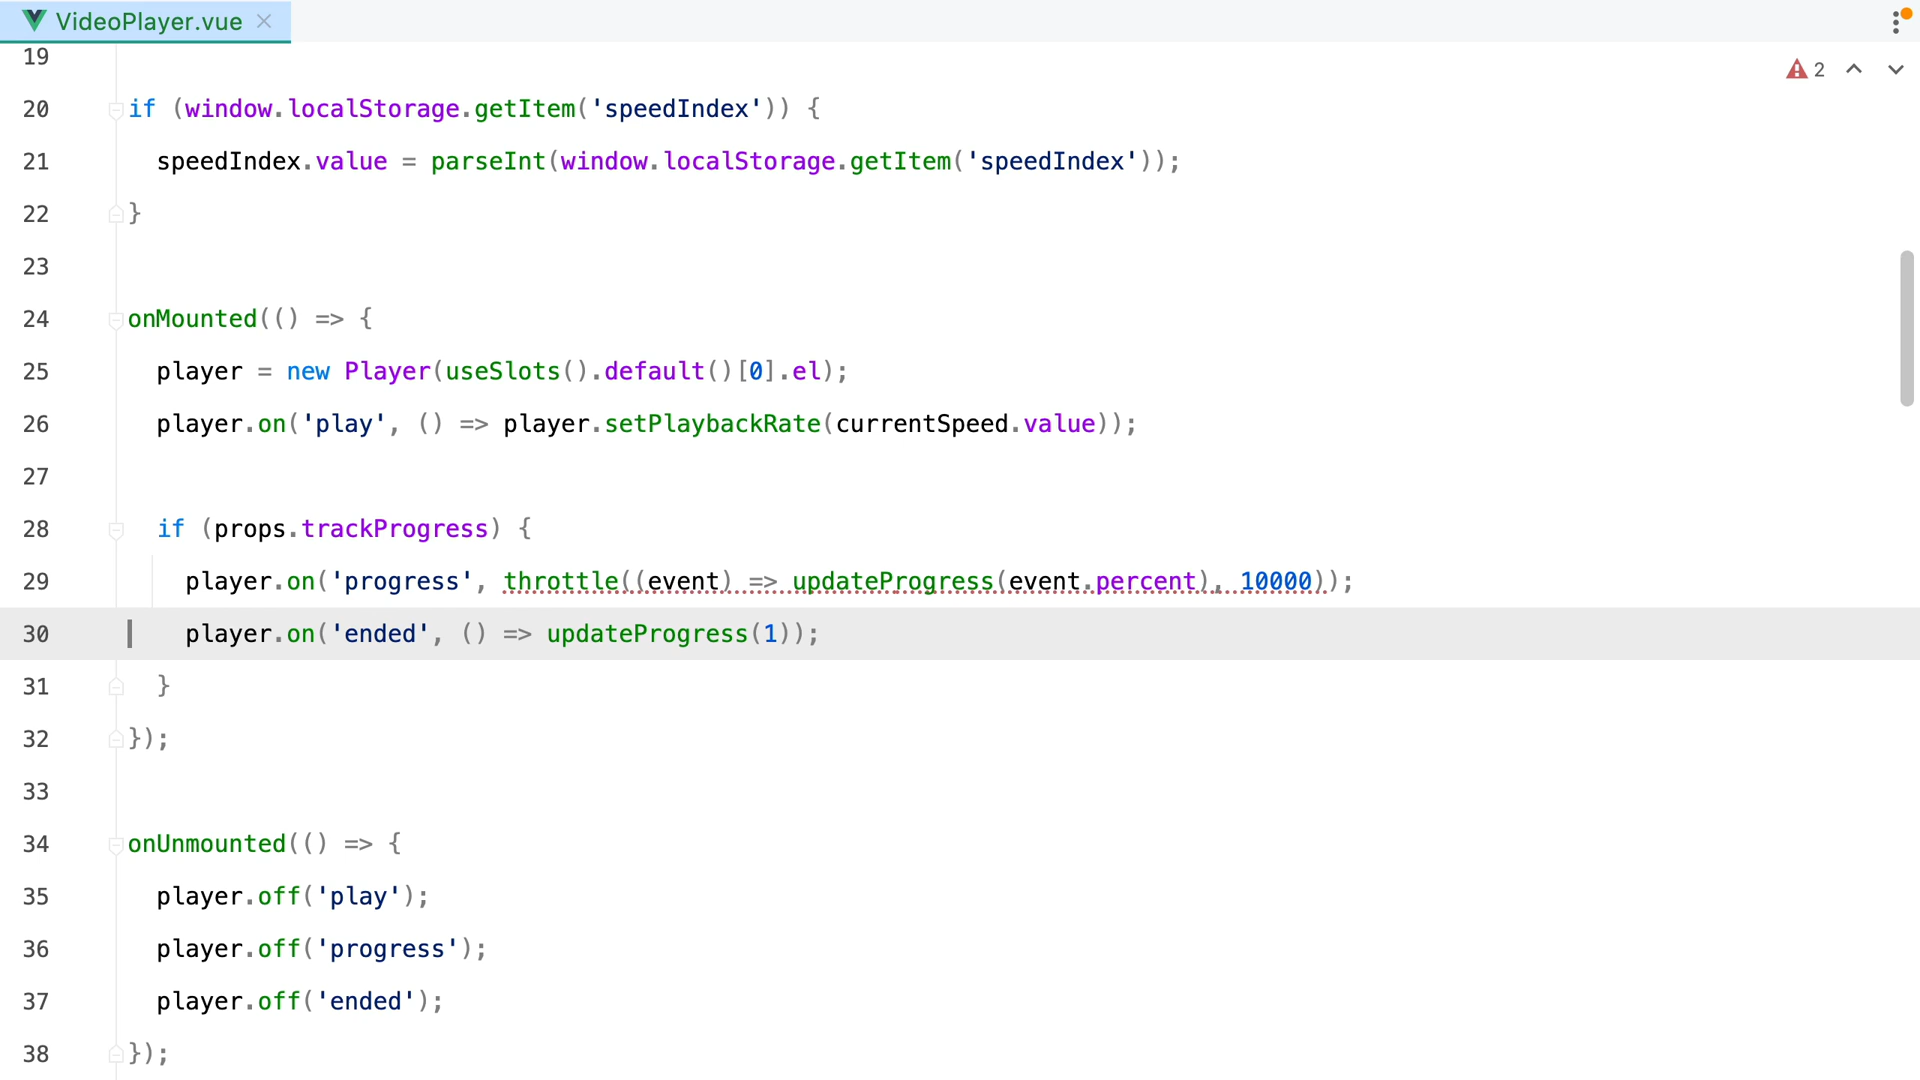 VideoPlayer.vue
2
19
20 if (window.localStorage.getItem('speedIndex')) {
21 speedIndex.value = parseInt(window.localStorage.getItem('speedIndex'));
22 }
23
24 onMounted(() => {
25 player = new Player(useSlots().default()[0].el);
26 player.on('play', () => player.setPlaybackRate(currentSpeed.value));
27
28 if (props.trackProgress) {
29 player.on('progress', throttle((event) => updateProgress(event.percent), 10000));
30 player.on('ended', () => updateProgress(1));
31 }
32 });
33
34 onUnmounted(() => {
35 player.off('play');
36 player.off('progress');
37 player.off('ended');
38 });